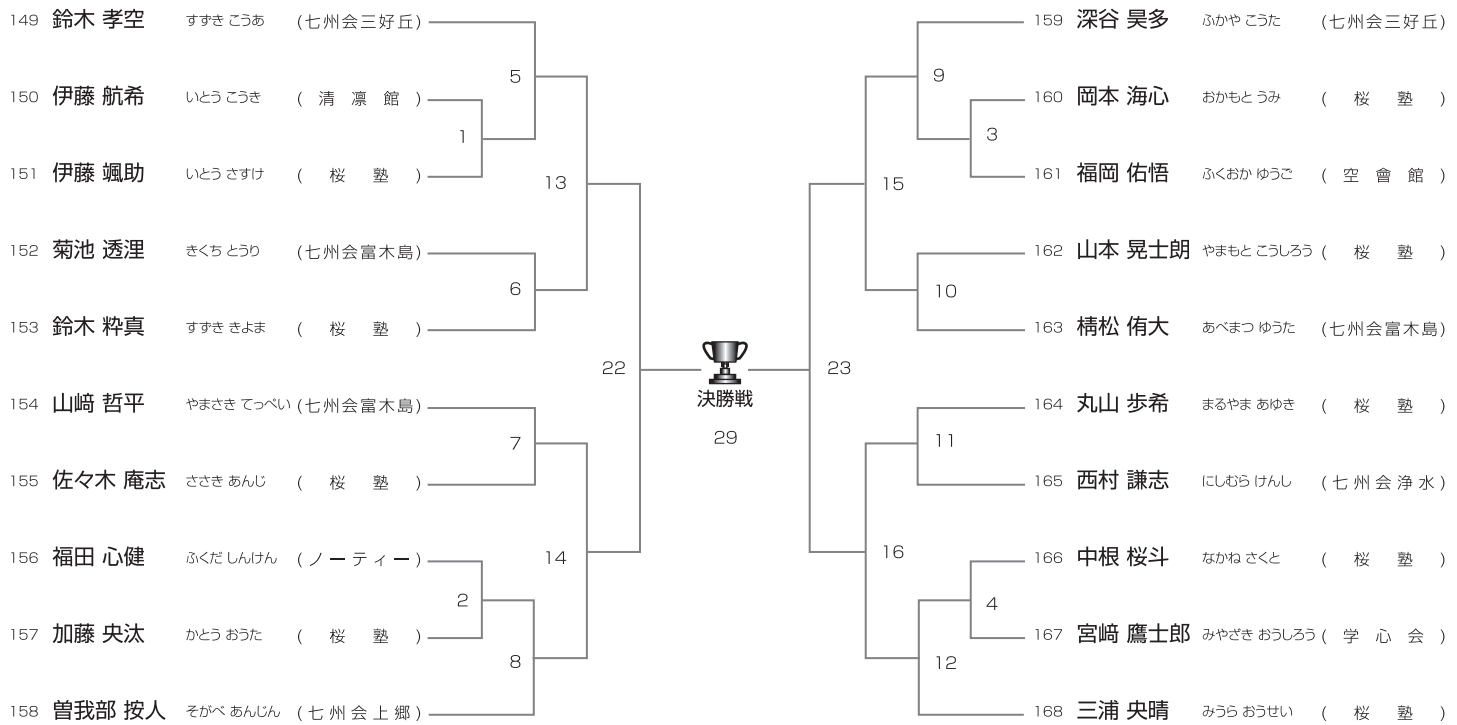 149 鈴木 孝空 すずき こうあ (七州会三好丘)
5
150 伊藤 航希 いとう こうき (清凛館)
1
151 伊藤 颯助 いとう さすけ (桜塾)
13
152 菊池 透浬 きくち とうり (七州会富木島)
6
153 鈴木 粋真 すずき きよま (桜塾)
22
154 山﨑 哲平 やまさき てっぺい (七州会富木島)
7
155 佐々木 庵志 ささき あんじ (桜塾)
14
156 福田 心健 ふくだ しんけん (ノーティー)
2
157 加藤 央汰 かとう おうた (桜塾)
8
158 曽我部 按人 そがべ あんじん (七州会上郷)
決勝戦
29
159 深谷 昊多 ふかや こうた (七州会三好丘)
9
160 岡本 海心 おかもと うみ (桜塾)
3
161 福岡 佑悟 ふくおか ゆうご (空會館)
15
162 山本 晃士朗 やまもと こうしろう (桜塾)
10
163 棈松 侑大 あべまつ ゆうた (七州会富木島)
23
164 丸山 歩希 まるやま あゆき (桜塾)
11
165 西村 謙志 にしむら けんし (七州会浄水)
16
166 中根 桜斗 なかね さくと (桜塾)
4
167 宮﨑 鷹士郎 みやざき おうしろう (学心会)
12
168 三浦 央晴 みうら おうせい (桜塾)